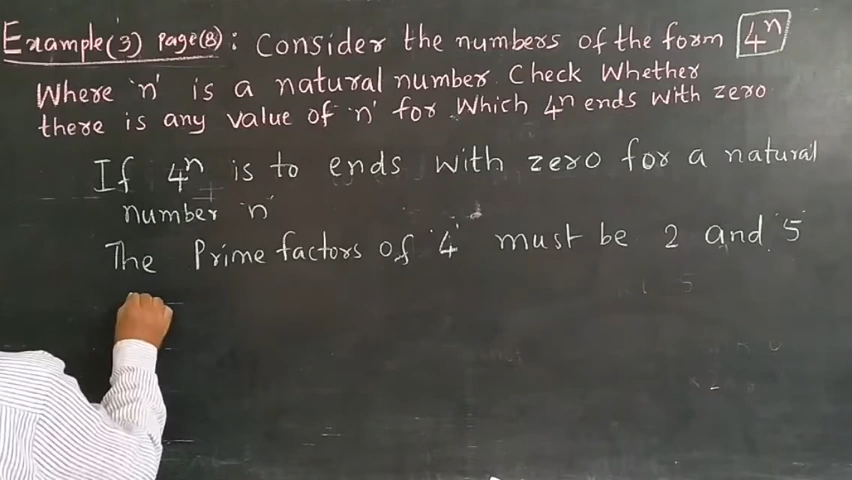 Example(3) Page(8): Consider the numbers of the form 4ⁿ
Where 'n' is a natural number. Check Whether
there is any value of 'n' for Which 4ⁿ ends with zero.
If 4ⁿ is to ends with zero for a natural
number 'n'
The Prime factors of '4' must be 2 and '5'